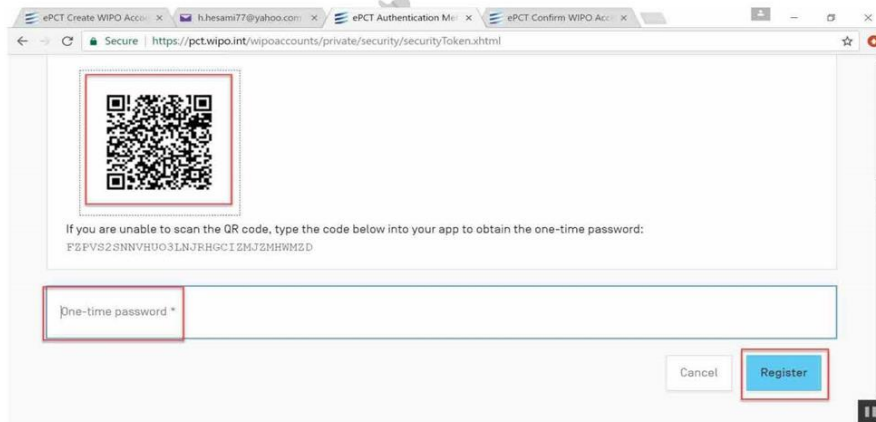 ePCT Create WIPO Acco
h.hesami77@yahoo.com
ePCT Authentication Me
ePCT Confirm WIPO Acc
Secure https://pct.wipo.int/wipoaccounts/private/security/securityToken.xhtml
If you are unable to scan the QR code, type the code below into your app to obtain the one-time password:
FZPVS2SNNVHUO3LNJRHGCIZMJZMHWMZD
One-time password *
Cancel
Register